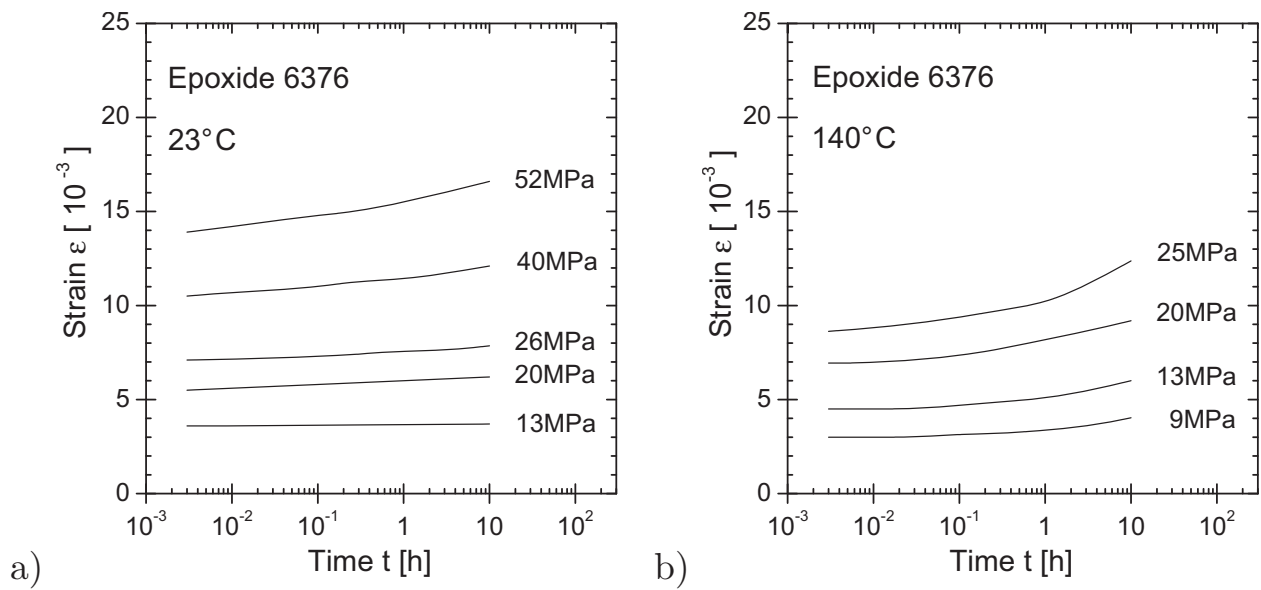 25
20
15
10
5
0
Strain ε [ 10⁻³ ]
Epoxide 6376
23°C
52MPa
40MPa
26MPa
20MPa
13MPa
10⁻³ 10⁻² 10⁻¹ 1 10 10²
Time t [h]
a)
25
20
15
10
5
0
Strain ε [ 10⁻³ ]
Epoxide 6376
140°C
25MPa
20MPa
13MPa
9MPa
10⁻³ 10⁻² 10⁻¹ 1 10 10²
Time t [h]
b)